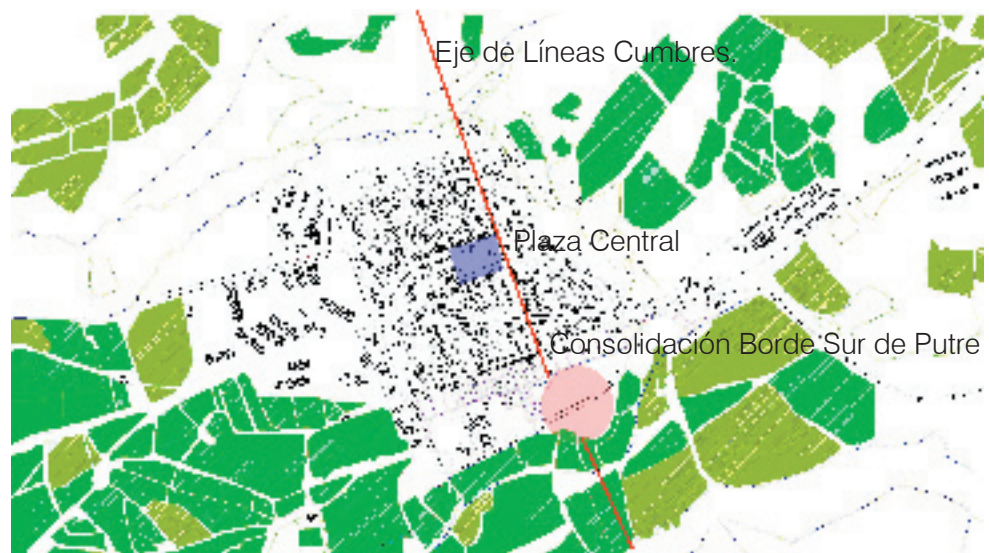 Eje de Líneas Cumbres.
Plaza Central
Consolidación Borde Sur de Putre